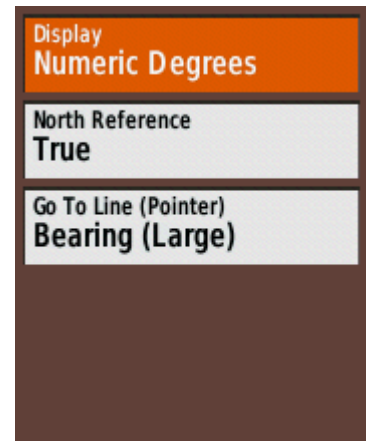 Display
Numeric Degrees
North Reference
True
Go To Line (Pointer)
Bearing (Large)